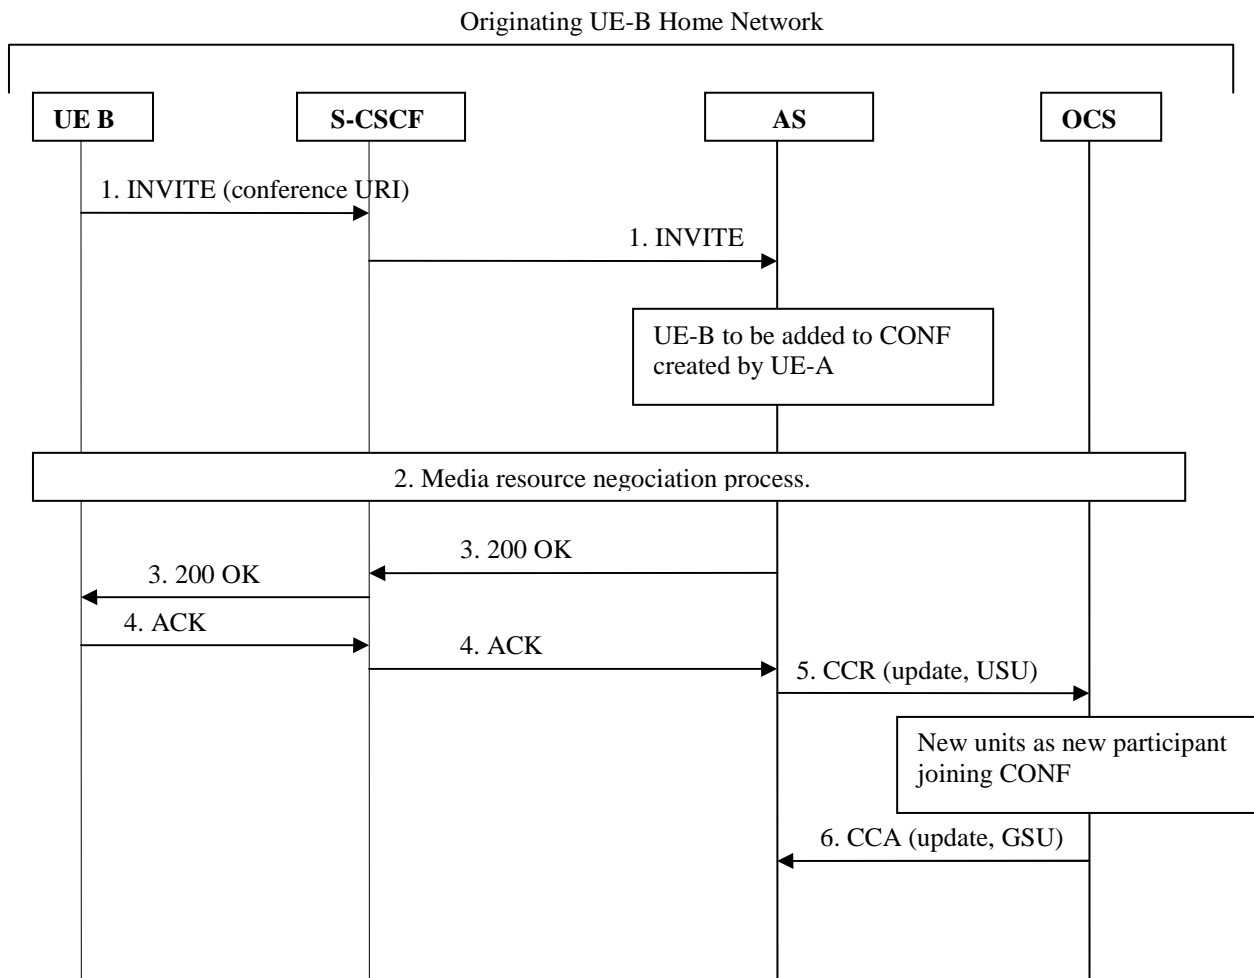 Originating UE-B Home Network
UE B
S-CSCF
AS
OCS
1. INVITE (conference URI)
1. INVITE
UE-B to be added to CONF
created by UE-A
2. Media resource negociation process.
3. 200 OK
3. 200 OK
4. ACK
4. ACK
5. CCR (update, USU)
New units as new participant
joining CONF
6. CCA (update, GSU)